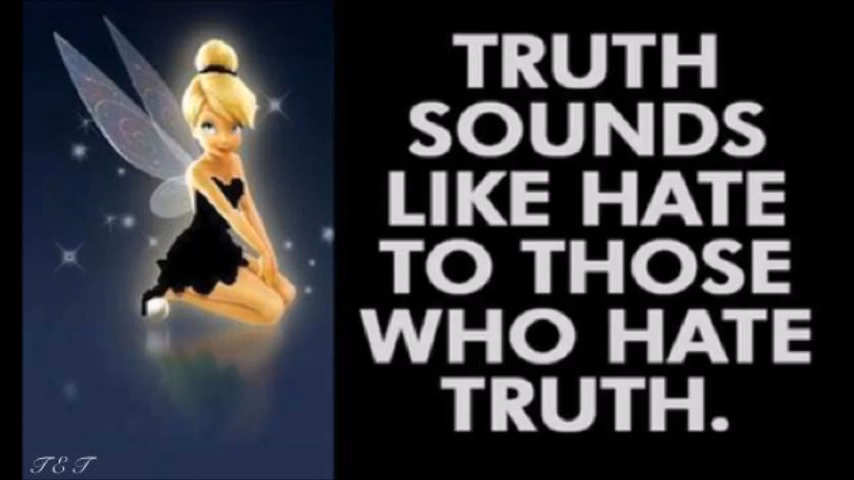 TRUTH
SOUNDS
LIKE HATE
TO THOSE
WHO HATE
TRUTH.
T&T